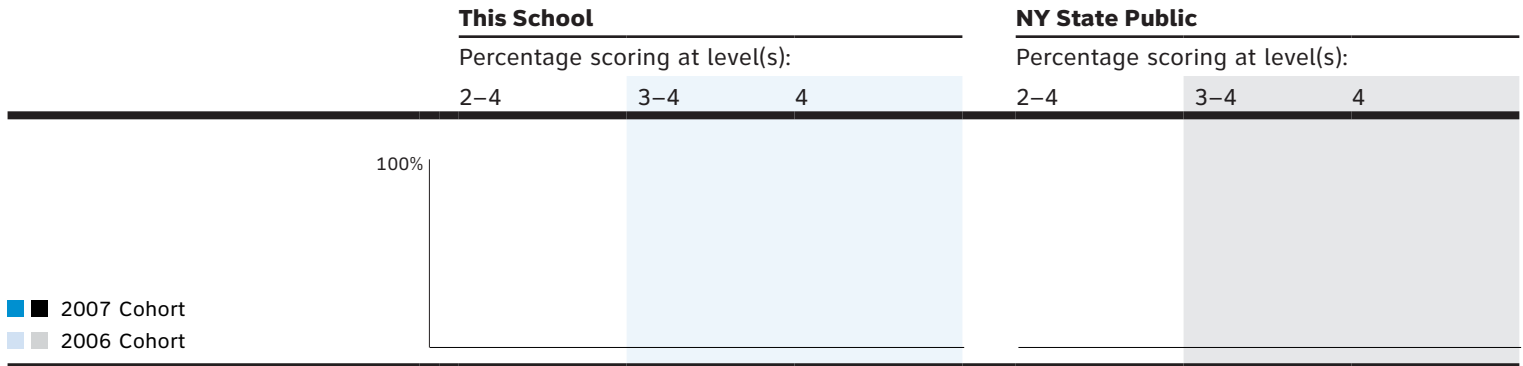 This School
NY State Public
Percentage scoring at level(s):
Percentage scoring at level(s):
2–4 3–4 4
2–4 3–4 4
100%
2007 Cohort
2006 Cohort